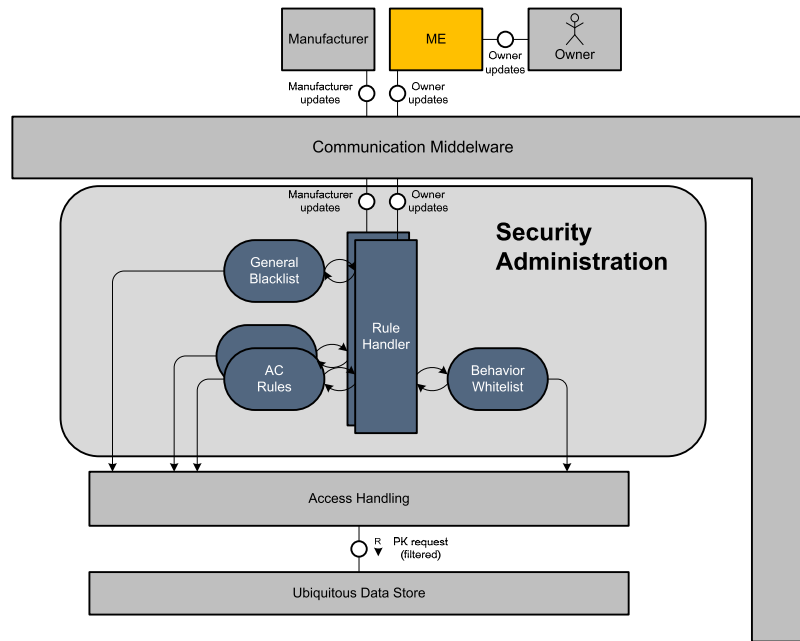 Manufacturer
ME
Owner
Owner
updates
Manufacturer
updates
Owner
updates
Communication Middelware
Manufacturer
updates
Owner
updates
Security
Administration
General
Blacklist
Rule
Handler
AC
Rules
Behavior
Whitelist
Access Handling
R
PK request
(filtered)
Ubiquitous Data Store